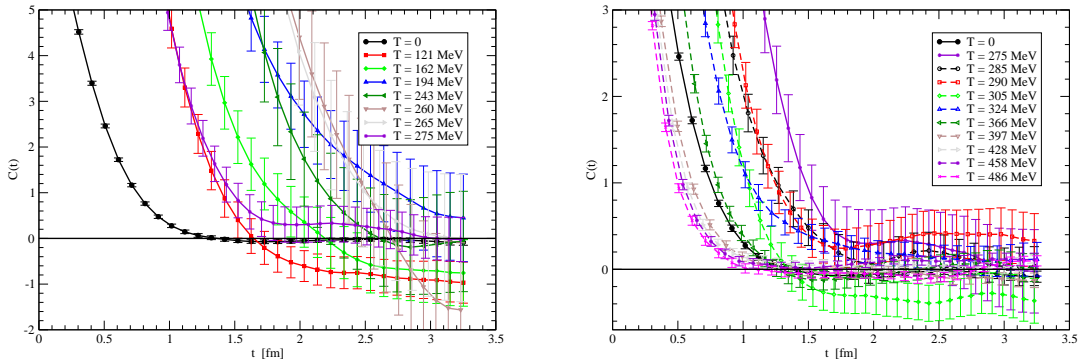 5
4
3
2
1
0
-1
-2
C(t)
0
0.5
1
1.5
2
2.5
3
3.5
t [fm]
T = 0
T = 121 MeV
T = 162 MeV
T = 194 MeV
T = 243 MeV
T = 260 MeV
T = 265 MeV
T = 275 MeV
3
2
1
0
C(t)
0
0.5
1
1.5
2
2.5
3
3.5
t [fm]
T = 0
T = 275 MeV
T = 285 MeV
T = 290 MeV
T = 305 MeV
T = 324 MeV
T = 366 MeV
T = 397 MeV
T = 428 MeV
T = 458 MeV
T = 486 MeV